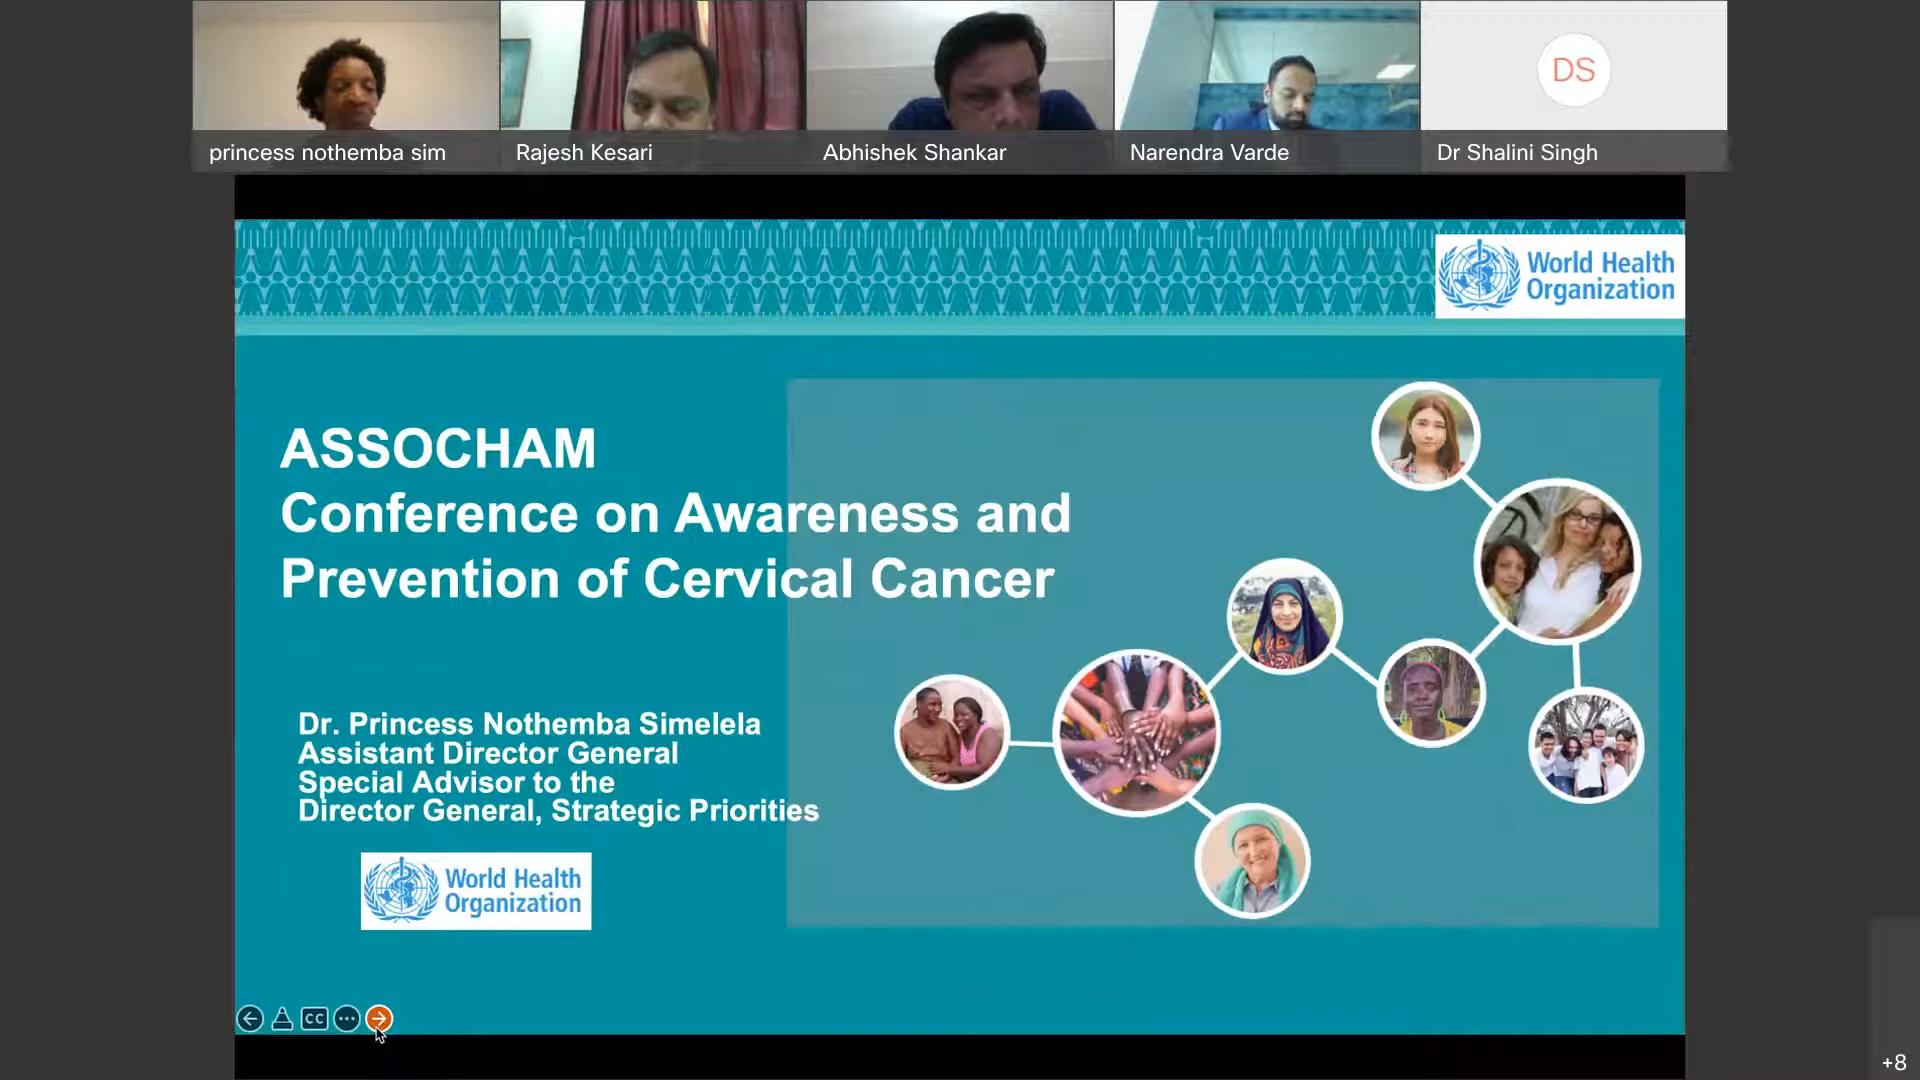 princess nothemba sim
Rajesh Kesari
Abhishek Shankar
Narendra Varde
DS
Dr Shalini Singh
World Health
Organization
ASSOCHAM
Conference on Awareness and
Prevention of Cervical Cancer
Dr. Princess Nothemba Simelela
Assistant Director General
Special Advisor to the
Director General, Strategic Priorities
World Health
Organization
CC
+8